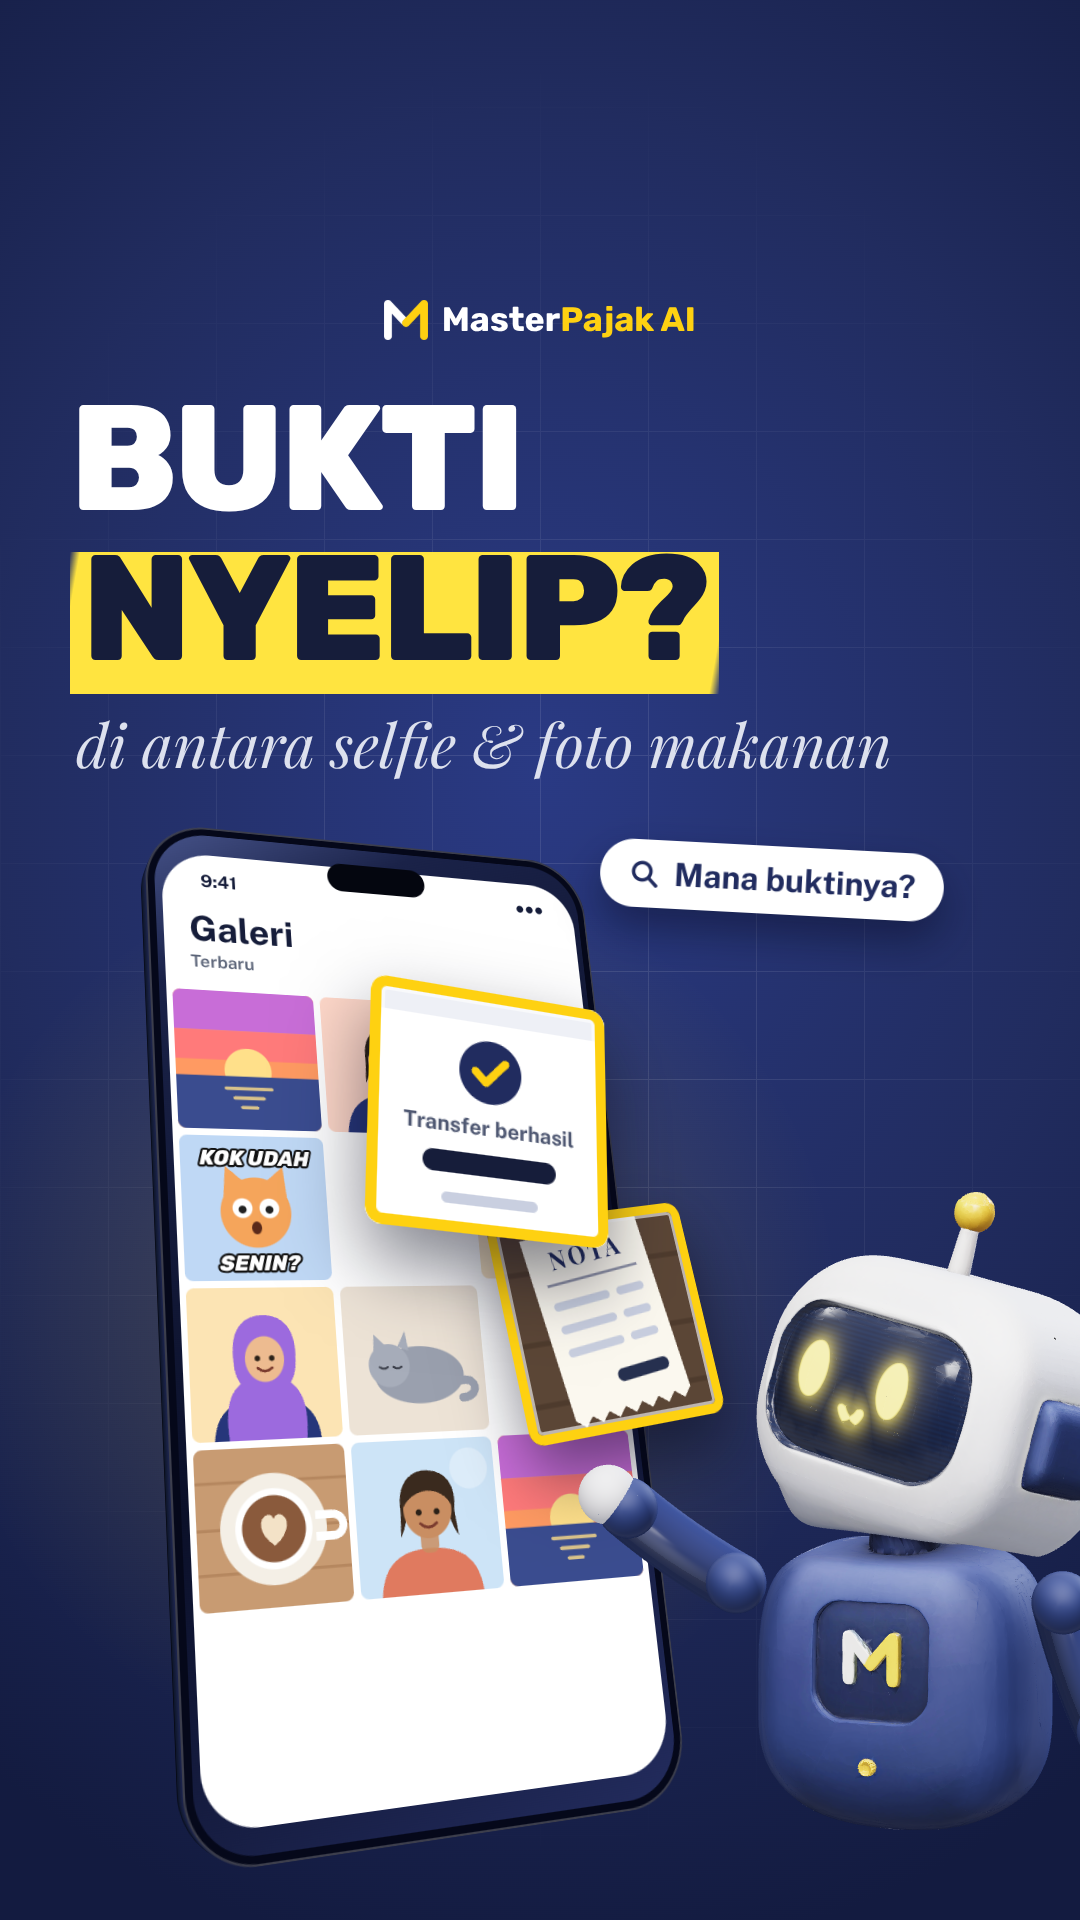 MasterPajak AI
BUKTI
NYELIP?
di antara selfie & foto makanan
Mana buktinya?
9:41
Galeri
Terbaru
Transfer berhasil
KOK UDAH
SENIN?
NOTA
M